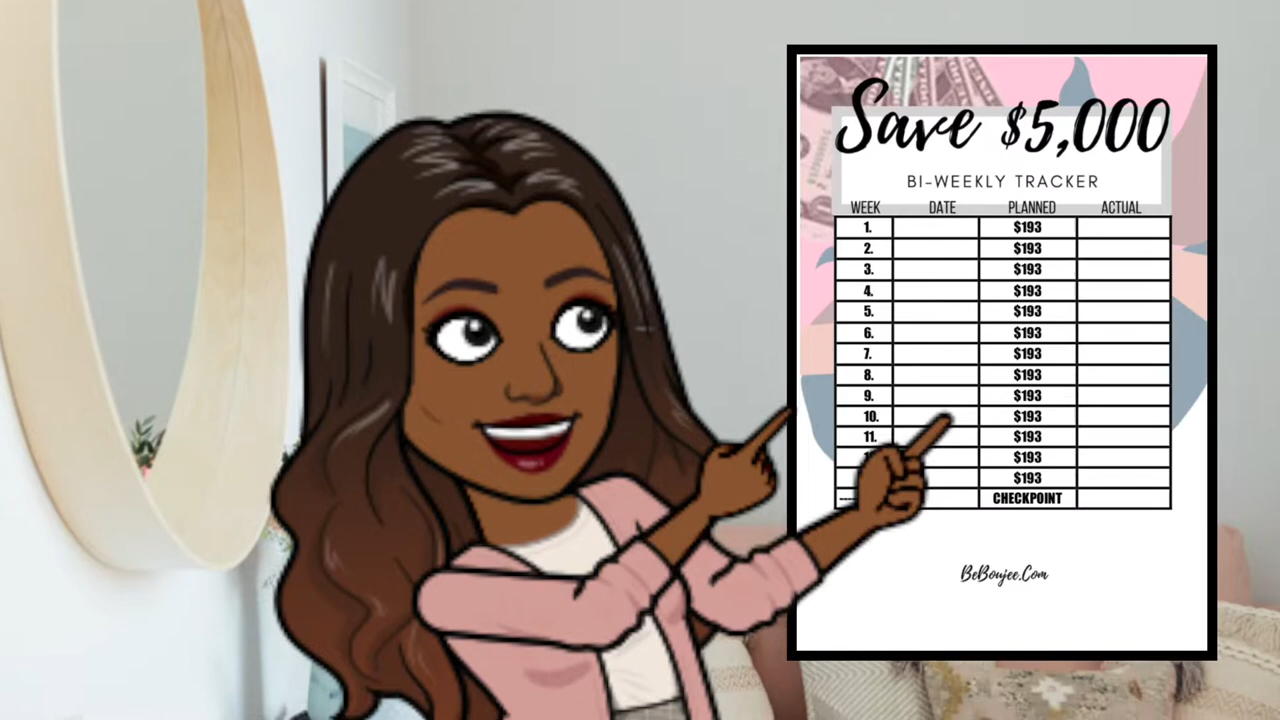 Save $5,000
BI-WEEKLY TRACKER
WEEK DATE PLANNED ACTUAL
1. $193
2. $193
3. $193
4. $193
5. $193
6. $193
7. $193
8. $193
9. $193
10. $193
11. $193
$193
$193
CHECKPOINT
BeBoujee.Com